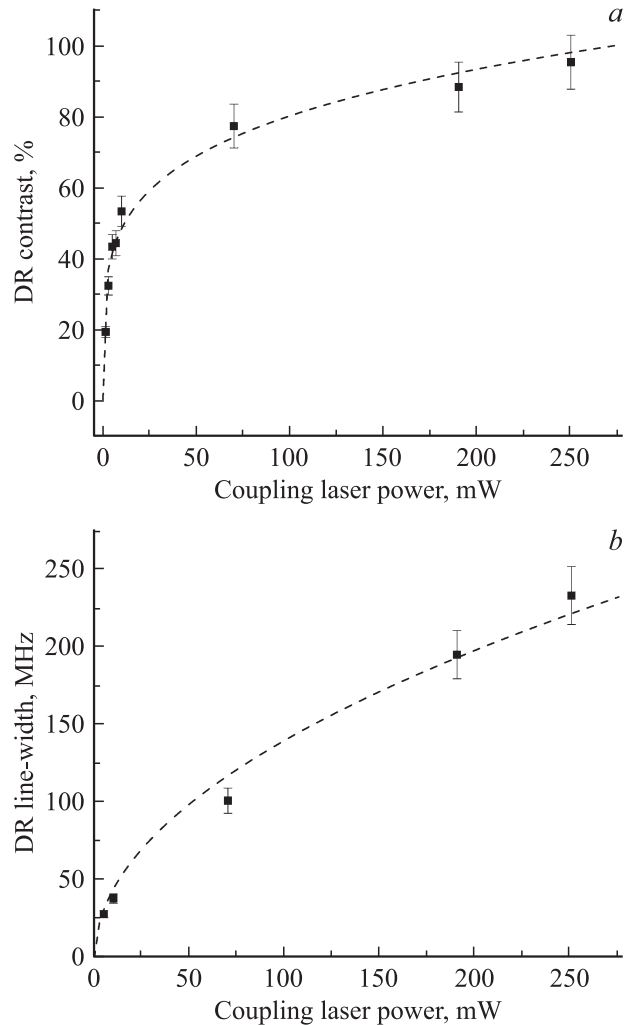 a
100
80
60
40
20
0
DR contrast, %
0 50 100 150 200 250
Coupling laser power, mW
b
250
200
150
100
50
0
DR line-width, MHz
0 50 100 150 200 250
Coupling laser power, mW